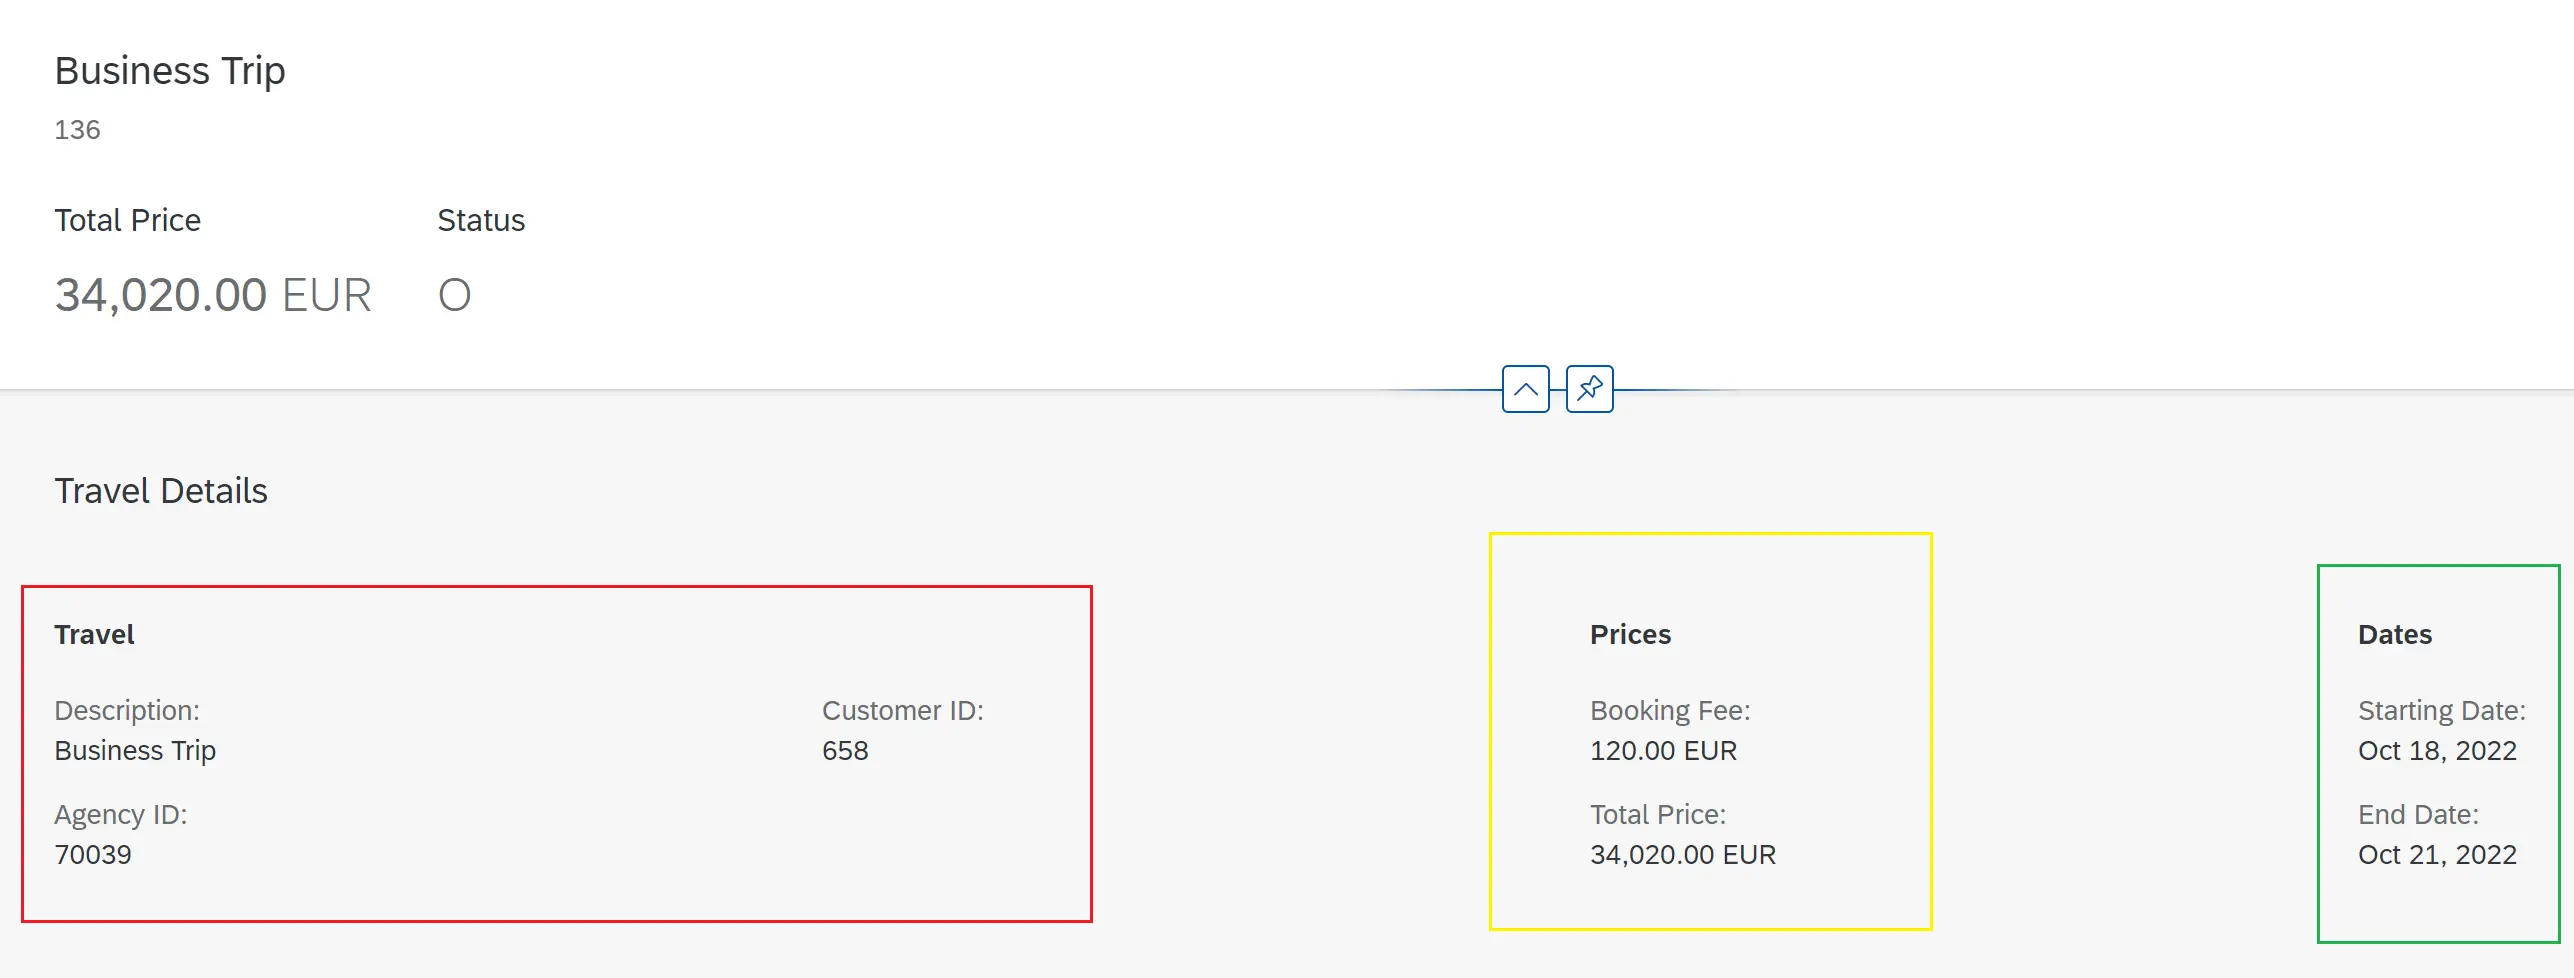 Business Trip
136
Total Price
34,020.00 EUR
Status
O
Travel Details
Travel
Description:
Business Trip
Agency ID:
70039
Customer ID:
658
Prices
Booking Fee:
120.00 EUR
Total Price:
34,020.00 EUR
Dates
Starting Date:
Oct 18, 2022
End Date:
Oct 21, 2022